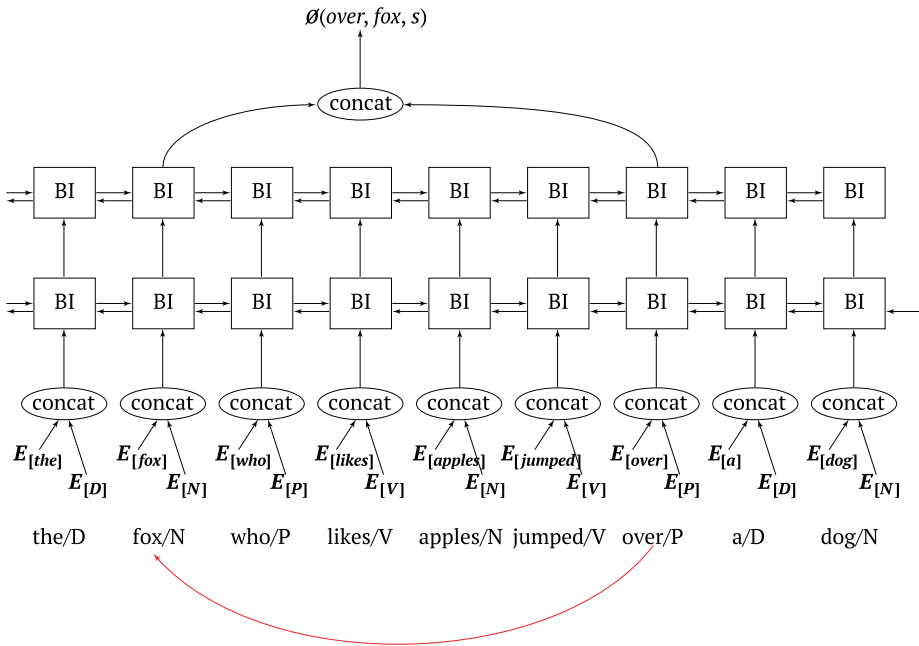 ø(over, fox, s)
concat
BI BI BI BI BI BI BI BI BI
BI BI BI BI BI BI BI BI BI
concat concat concat concat concat concat concat concat concat
E[the] E[fox] E[who] E[likes] E[apples] E[jumped] E[over] E[a] E[dog]
E[D] E[N] E[P] E[V] E[N] E[V] E[P] E[D] E[N]
the/D fox/N who/P likes/V apples/N jumped/V over/P a/D dog/N